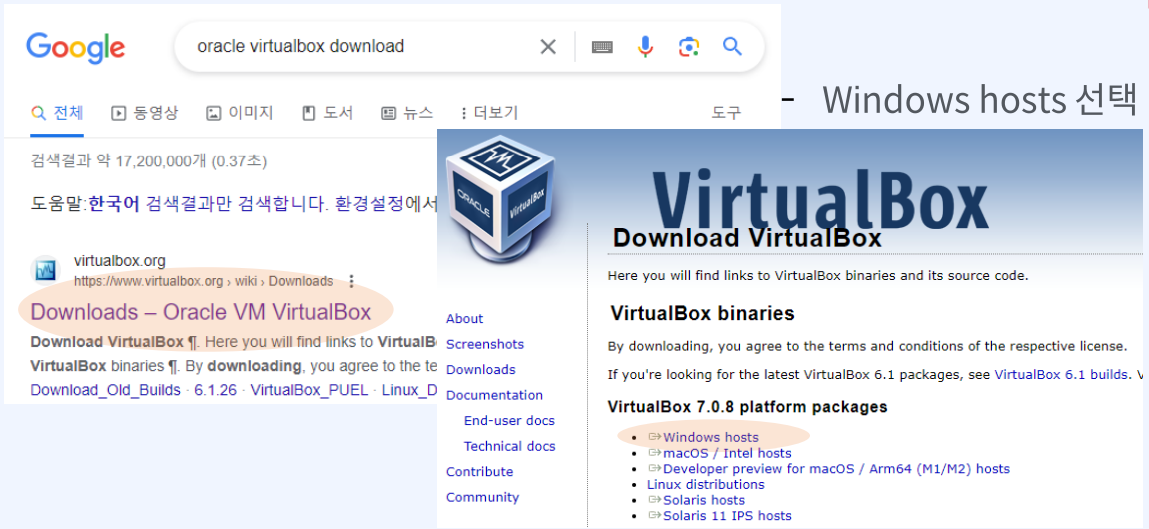 Google
oracle virtualbox download
전체 동영상 이미지 도서 뉴스 더보기 도구
검색결과 약 17,200,000개 (0.37초)
도움말:한국어 검색결과만 검색합니다. 환경설정에서
virtualbox.org
https://www.virtualbox.org › wiki › Downloads
Downloads – Oracle VM VirtualBox
Download VirtualBox ¶. Here you will find links to VirtualB
VirtualBox binaries ¶. By downloading, you agree to the te
Download_Old_Builds · 6.1.26 · VirtualBox_PUEL · Linux_D
- Windows hosts 선택
ORACLE
VirtualBox
VirtualBox
About
Screenshots
Downloads
Documentation
End-user docs
Technical docs
Contribute
Community
Download VirtualBox
Here you will find links to VirtualBox binaries and its source code.
VirtualBox binaries
By downloading, you agree to the terms and conditions of the respective license.
If you're looking for the latest VirtualBox 6.1 packages, see VirtualBox 6.1 builds. V
VirtualBox 7.0.8 platform packages
• Windows hosts
• macOS / Intel hosts
• Developer preview for macOS / Arm64 (M1/M2) hosts
• Linux distributions
• Solaris hosts
• Solaris 11 IPS hosts